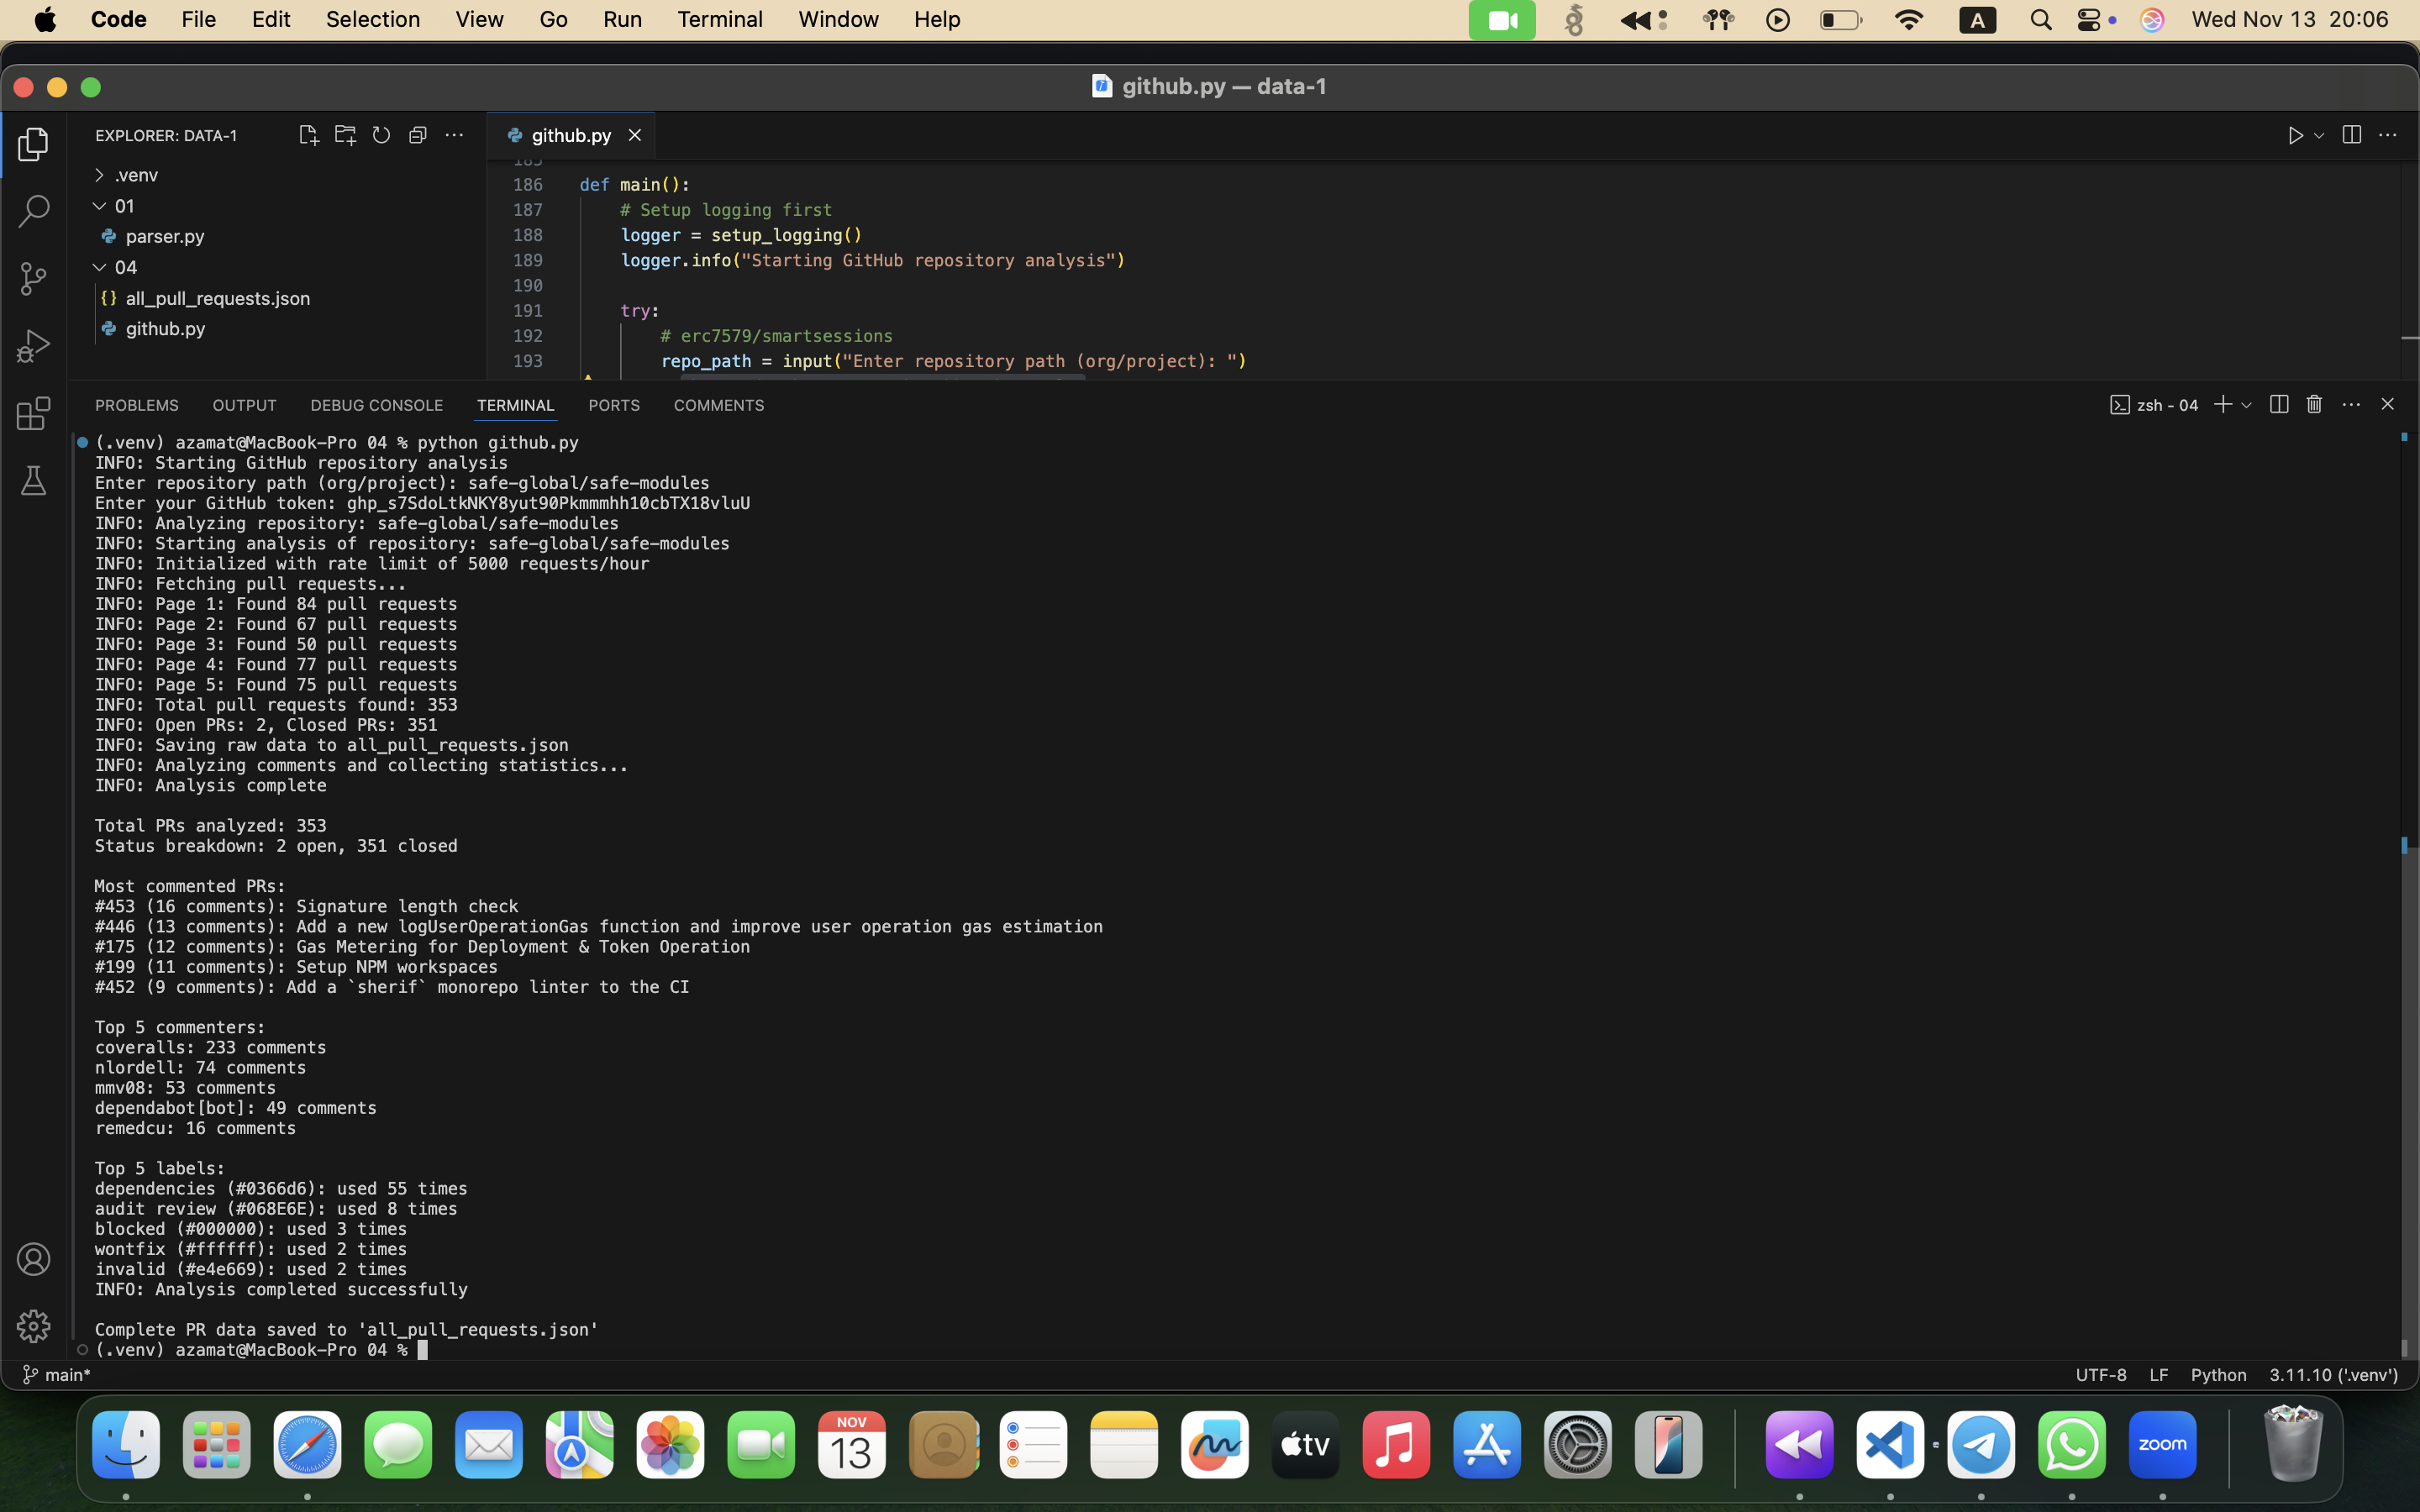 Code File Edit Selection View Go Run Terminal Window Help A Wed Nov 13 20:06
github.py — data-1
EXPLORER: DATA-1
github.py
.venv
01
parser.py
04
all_pull_requests.json
github.py
185
186 def main():
187 # Setup logging first
188 logger = setup_logging()
189 logger.info("Starting GitHub repository analysis")
190
191 try:
192 # erc7579/smartsessions
193 repo_path = input("Enter repository path (org/project): ")
PROBLEMS OUTPUT DEBUG CONSOLE TERMINAL PORTS COMMENTS zsh - 04
(.venv) azamat@MacBook-Pro 04 % python github.py
INFO: Starting GitHub repository analysis
Enter repository path (org/project): safe-global/safe-modules
Enter your GitHub token: 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
INFO: Analyzing repository: safe-global/safe-modules
INFO: Starting analysis of repository: safe-global/safe-modules
INFO: Initialized with rate limit of 5000 requests/hour
INFO: Fetching pull requests...
INFO: Page 1: Found 84 pull requests
INFO: Page 2: Found 67 pull requests
INFO: Page 3: Found 50 pull requests
INFO: Page 4: Found 77 pull requests
INFO: Page 5: Found 75 pull requests
INFO: Total pull requests found: 353
INFO: Open PRs: 2, Closed PRs: 351
INFO: Saving raw data to all_pull_requests.json
INFO: Analyzing comments and collecting statistics...
INFO: Analysis complete
Total PRs analyzed: 353
Status breakdown: 2 open, 351 closed
Most commented PRs:
#453 (16 comments): Signature length check
#446 (13 comments): Add a new logUserOperationGas function and improve user operation gas estimation
#175 (12 comments): Gas Metering for Deployment & Token Operation
#199 (11 comments): Setup NPM workspaces
#452 (9 comments): Add a `sherif` monorepo linter to the CI
Top 5 commenters:
coveralls: 233 comments
nlordell: 74 comments
mmv08: 53 comments
dependabot[bot]: 49 comments
remedcu: 16 comments
Top 5 labels:
dependencies (#0366d6): used 55 times
audit review (#068E6E): used 8 times
blocked (#000000): used 3 times
wontfix (#ffffff): used 2 times
invalid (#e4e669): used 2 times
INFO: Analysis completed successfully
Complete PR data saved to 'all_pull_requests.json'
(.venv) azamat@MacBook-Pro 04 %
main* UTF-8 LF Python 3.11.10 ('.venv')
NOV
13
tv
zoom